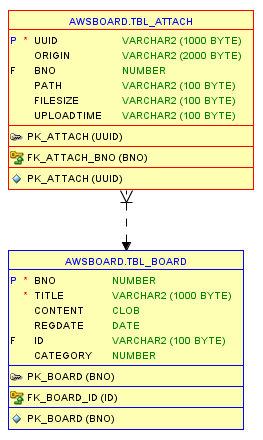 AWSBOARD.TBL_ATTACH
P * UUID VARCHAR2 (1000 BYTE)
ORIGIN VARCHAR2 (2000 BYTE)
F BNO NUMBER
PATH VARCHAR2 (100 BYTE)
FILESIZE VARCHAR2 (100 BYTE)
UPLOADTIME VARCHAR2 (100 BYTE)
PK_ATTACH (UUID)
FK_ATTACH_BNO (BNO)
PK_ATTACH (UUID)
AWSBOARD.TBL_BOARD
P * BNO NUMBER
* TITLE VARCHAR2 (1000 BYTE)
CONTENT CLOB
REGDATE DATE
F ID VARCHAR2 (100 BYTE)
CATEGORY NUMBER
PK_BOARD (BNO)
FK_BOARD_ID (ID)
PK_BOARD (BNO)